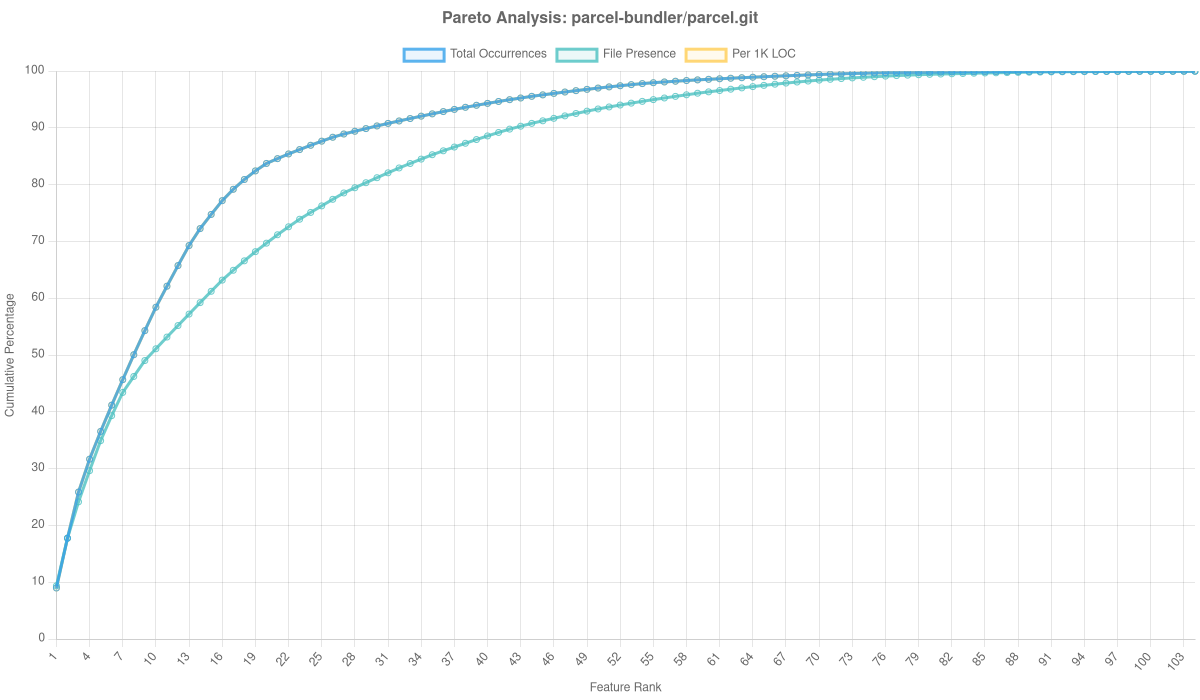 Pareto Analysis: parcel-bundler/parcel.git
Total Occurrences File Presence Per 1K LOC
100
90
80
70
60
50
40
30
20
10
0
Cumulative Percentage
1 4 7 10 13 16 19 22 25 28 31 34 37 40 43 46 49 52 55 58 61 64 67 70 73 76 79 82 85 88 91 94 97 100 103
Feature Rank